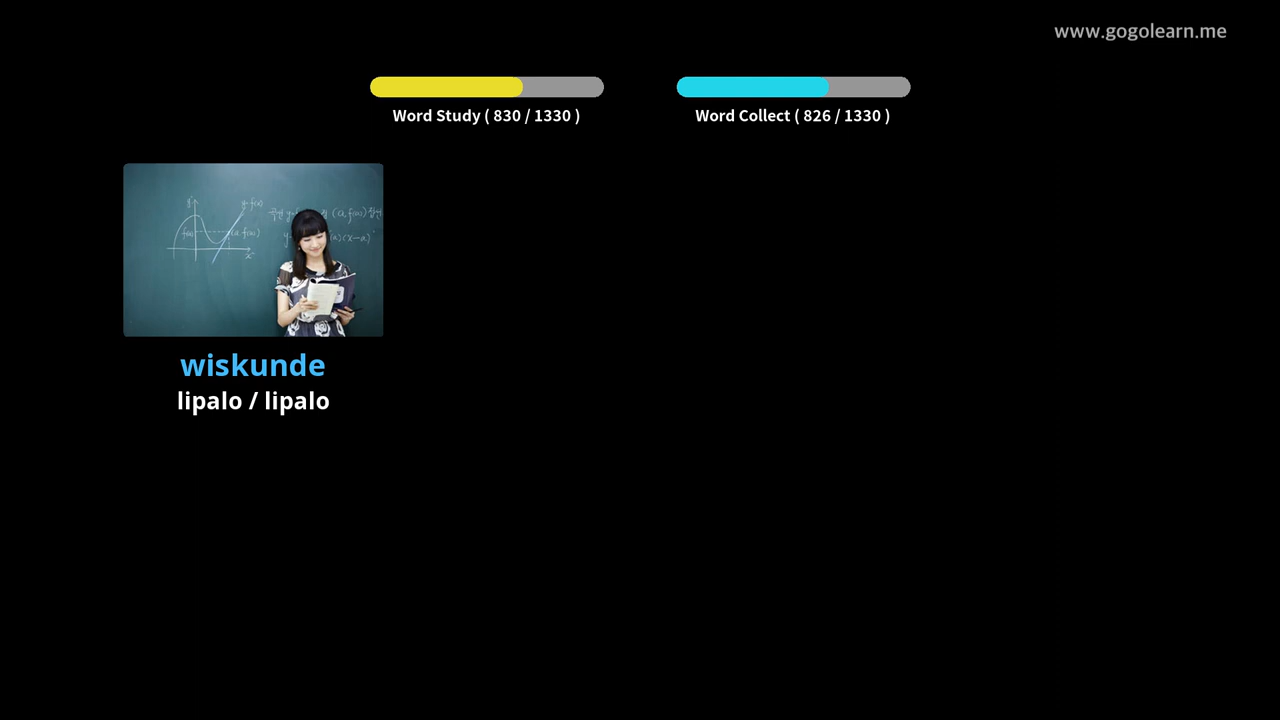 www.gogolearn.me
Word Study ( 830 / 1330 )
Word Collect ( 826 / 1330 )
wiskunde
lipalo / lipalo